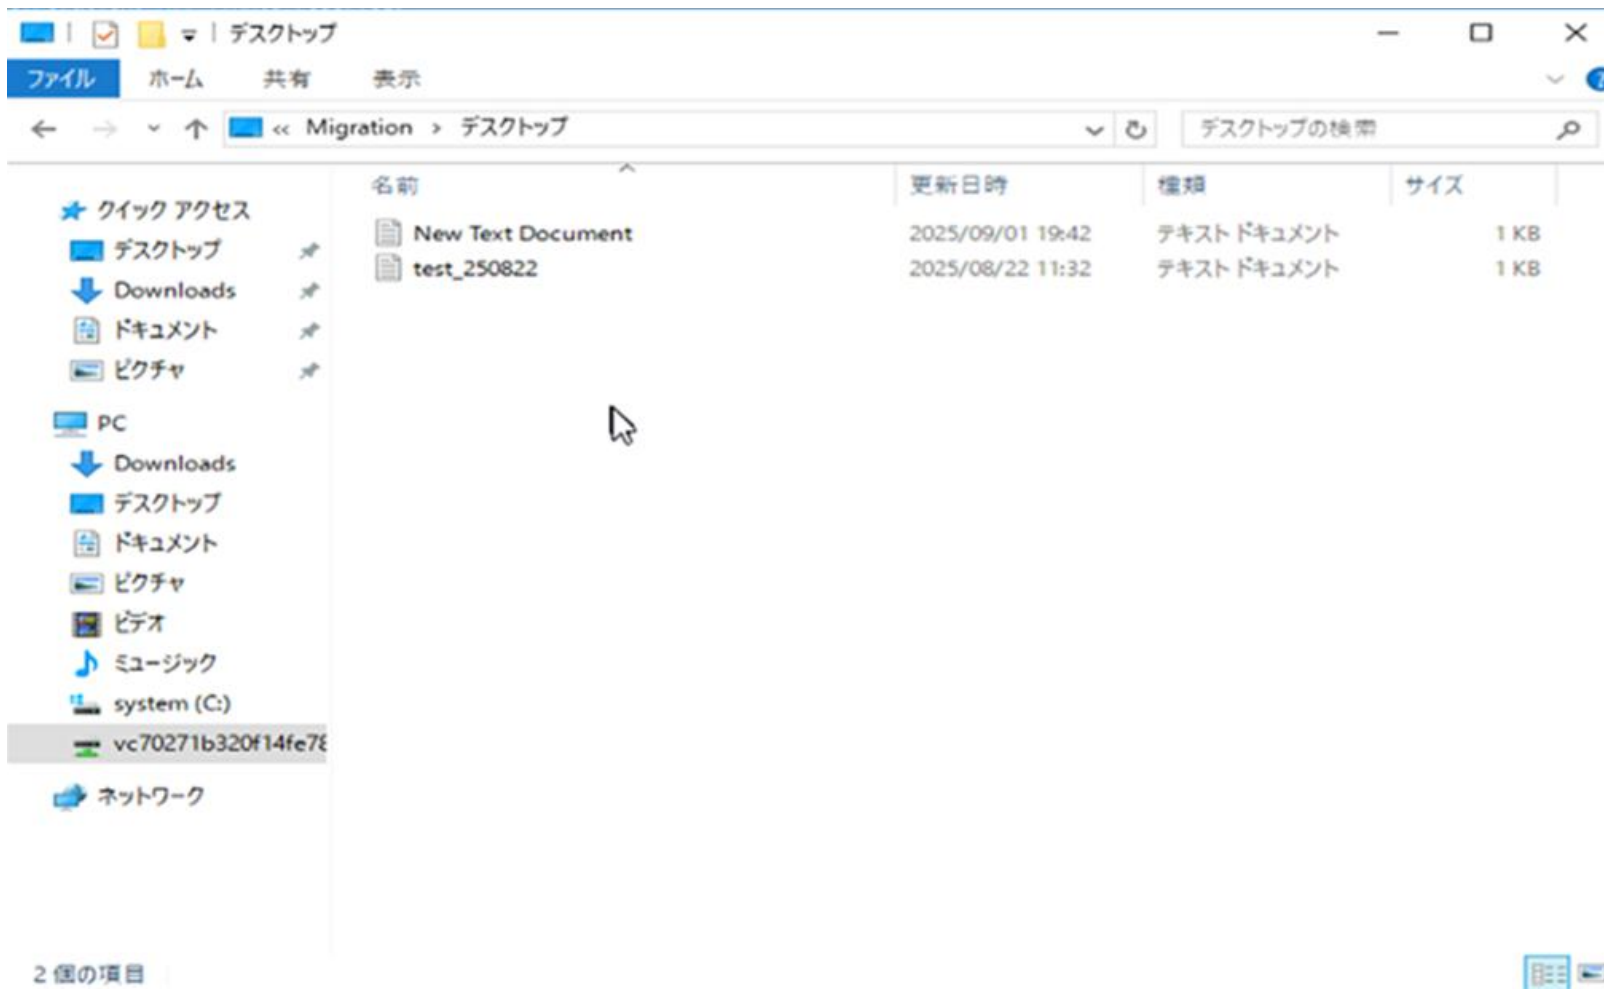 デスクトップ
ファイル ホーム 共有 表示
« Migration › デスクトップ デスクトップの検索
名前 更新日時 種類 サイズ
New Text Document 2025/09/01 19:42 テキスト ドキュメント 1 KB
test_250822 2025/08/22 11:32 テキスト ドキュメント 1 KB
クイック アクセス
デスクトップ
Downloads
ドキュメント
ピクチャ
PC
Downloads
デスクトップ
ドキュメント
ピクチャ
ビデオ
ミュージック
system (C:)
vc70271b320f14fe78
ネットワーク
2 個の項目